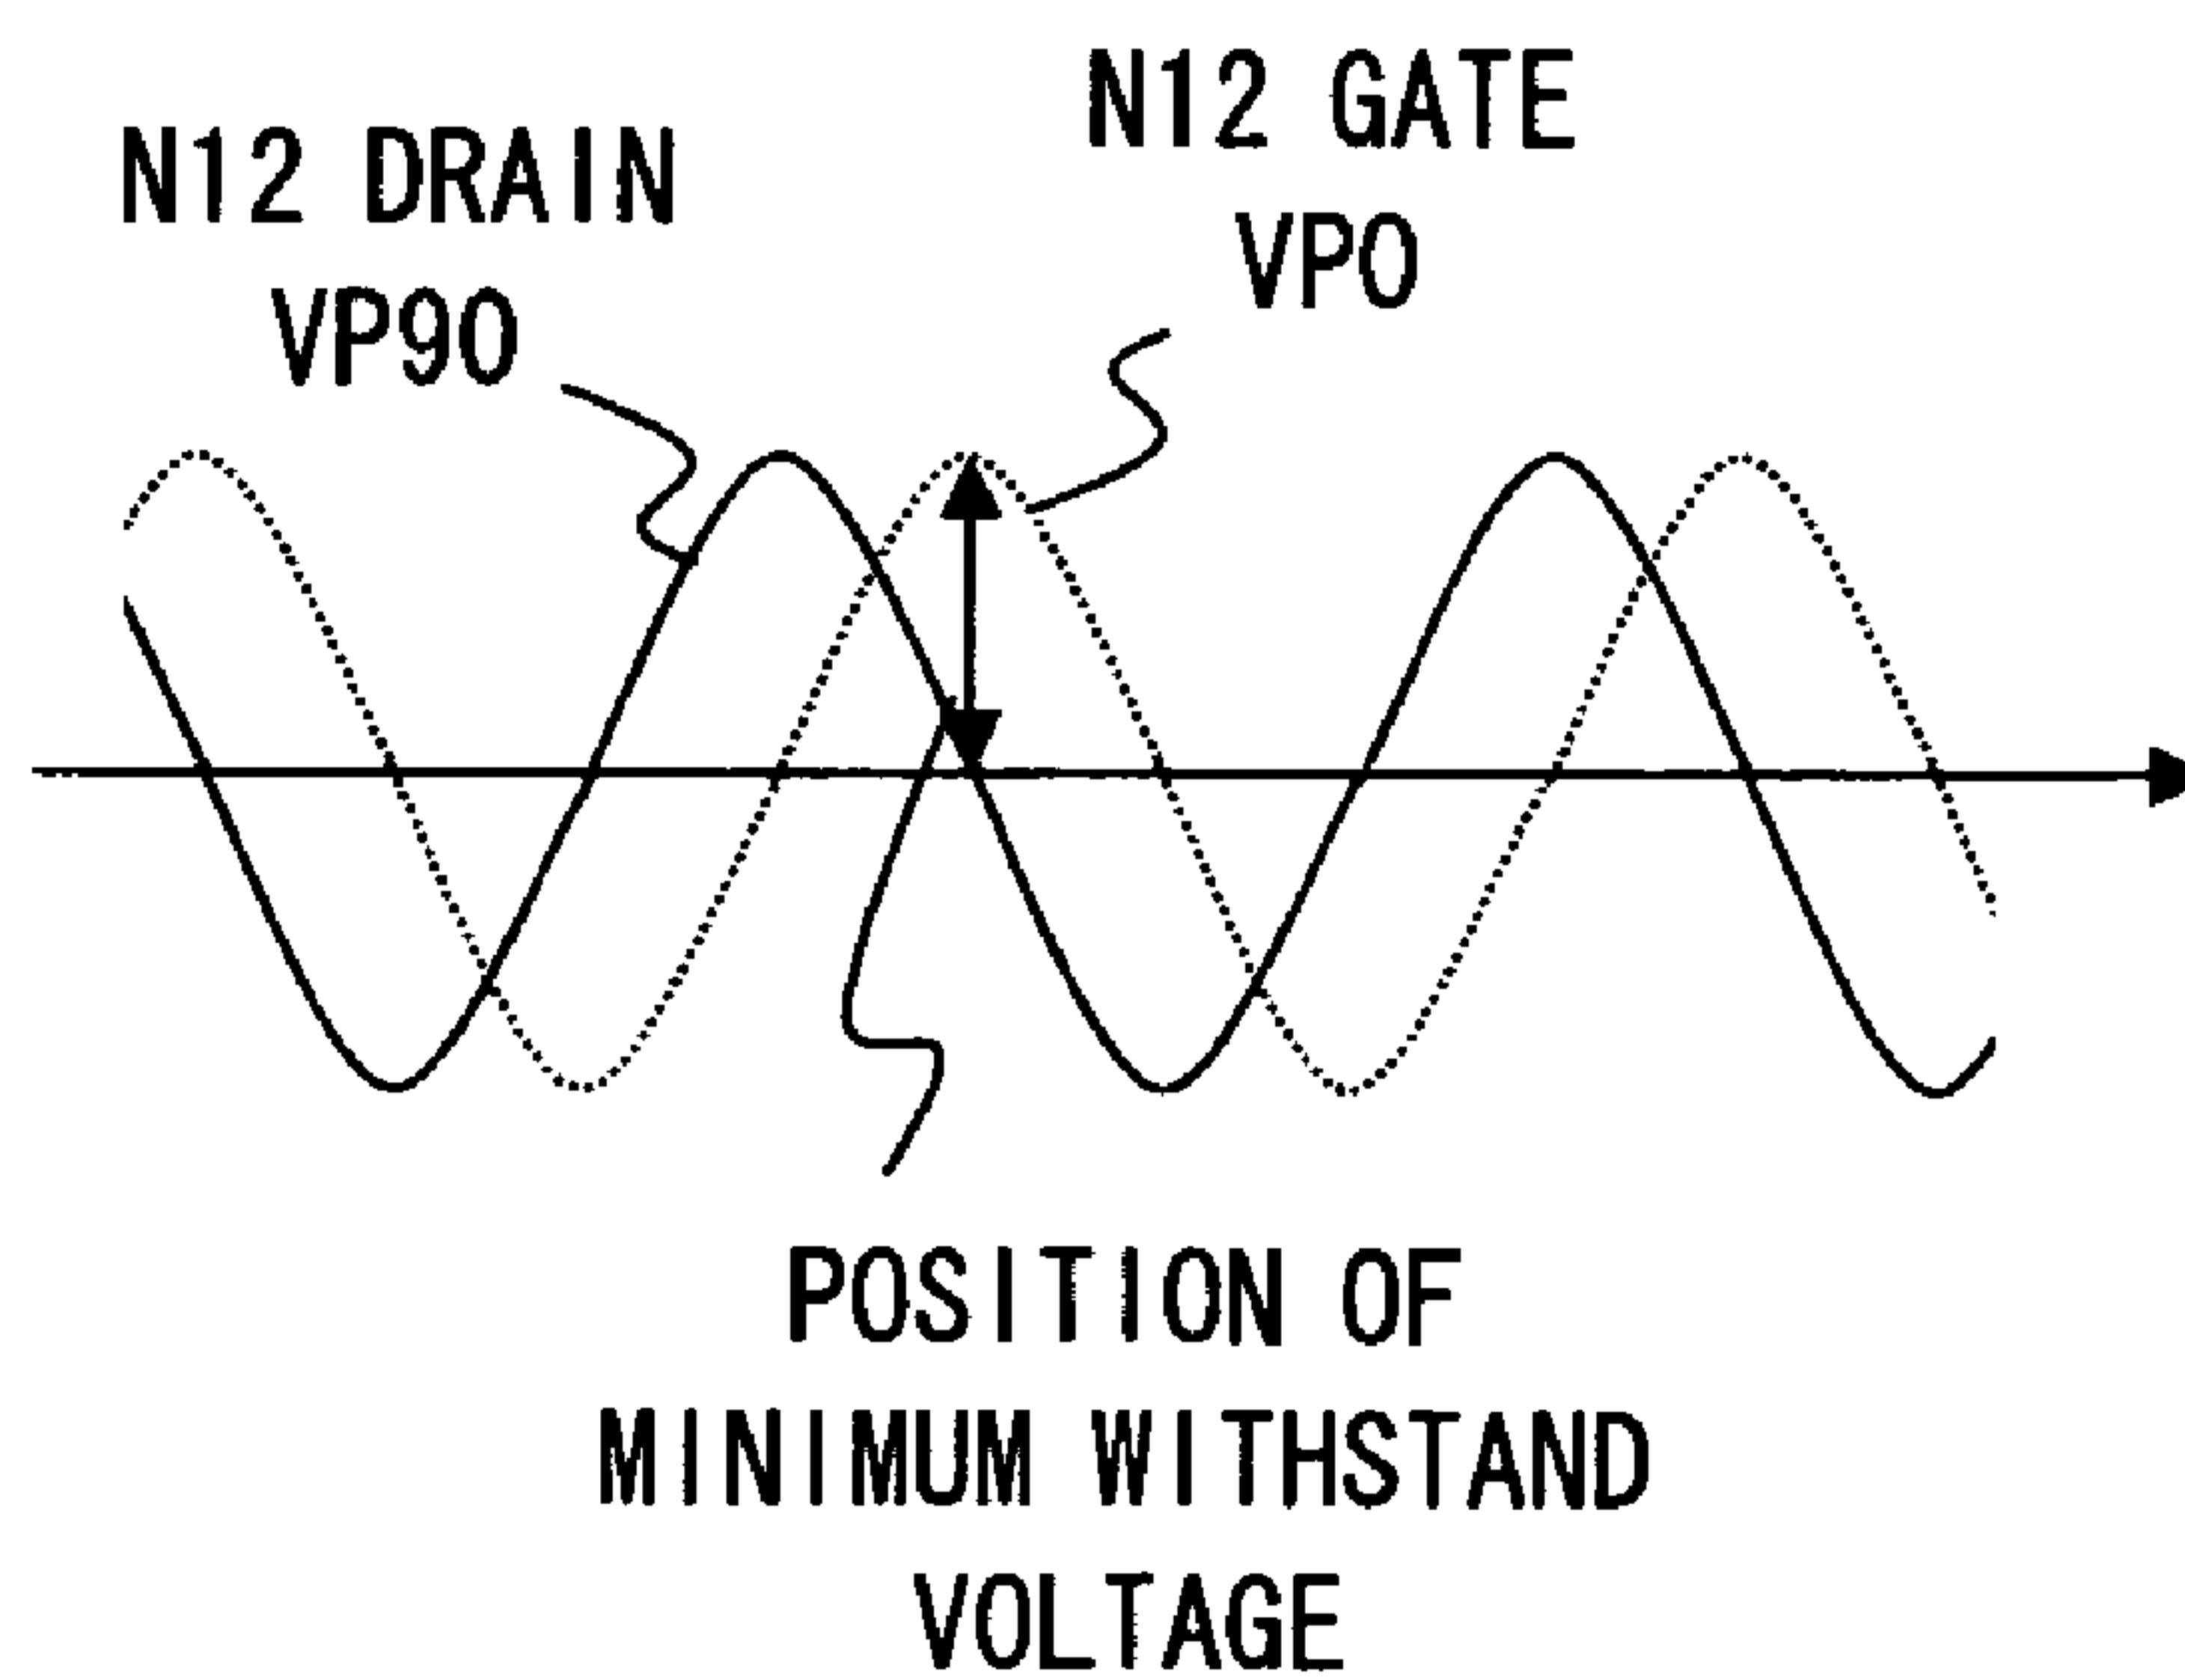 N12 DRAIN
VP90
N12 GATE
VP0
POSITION OF
MINIMUM WITHSTAND
VOLTAGE